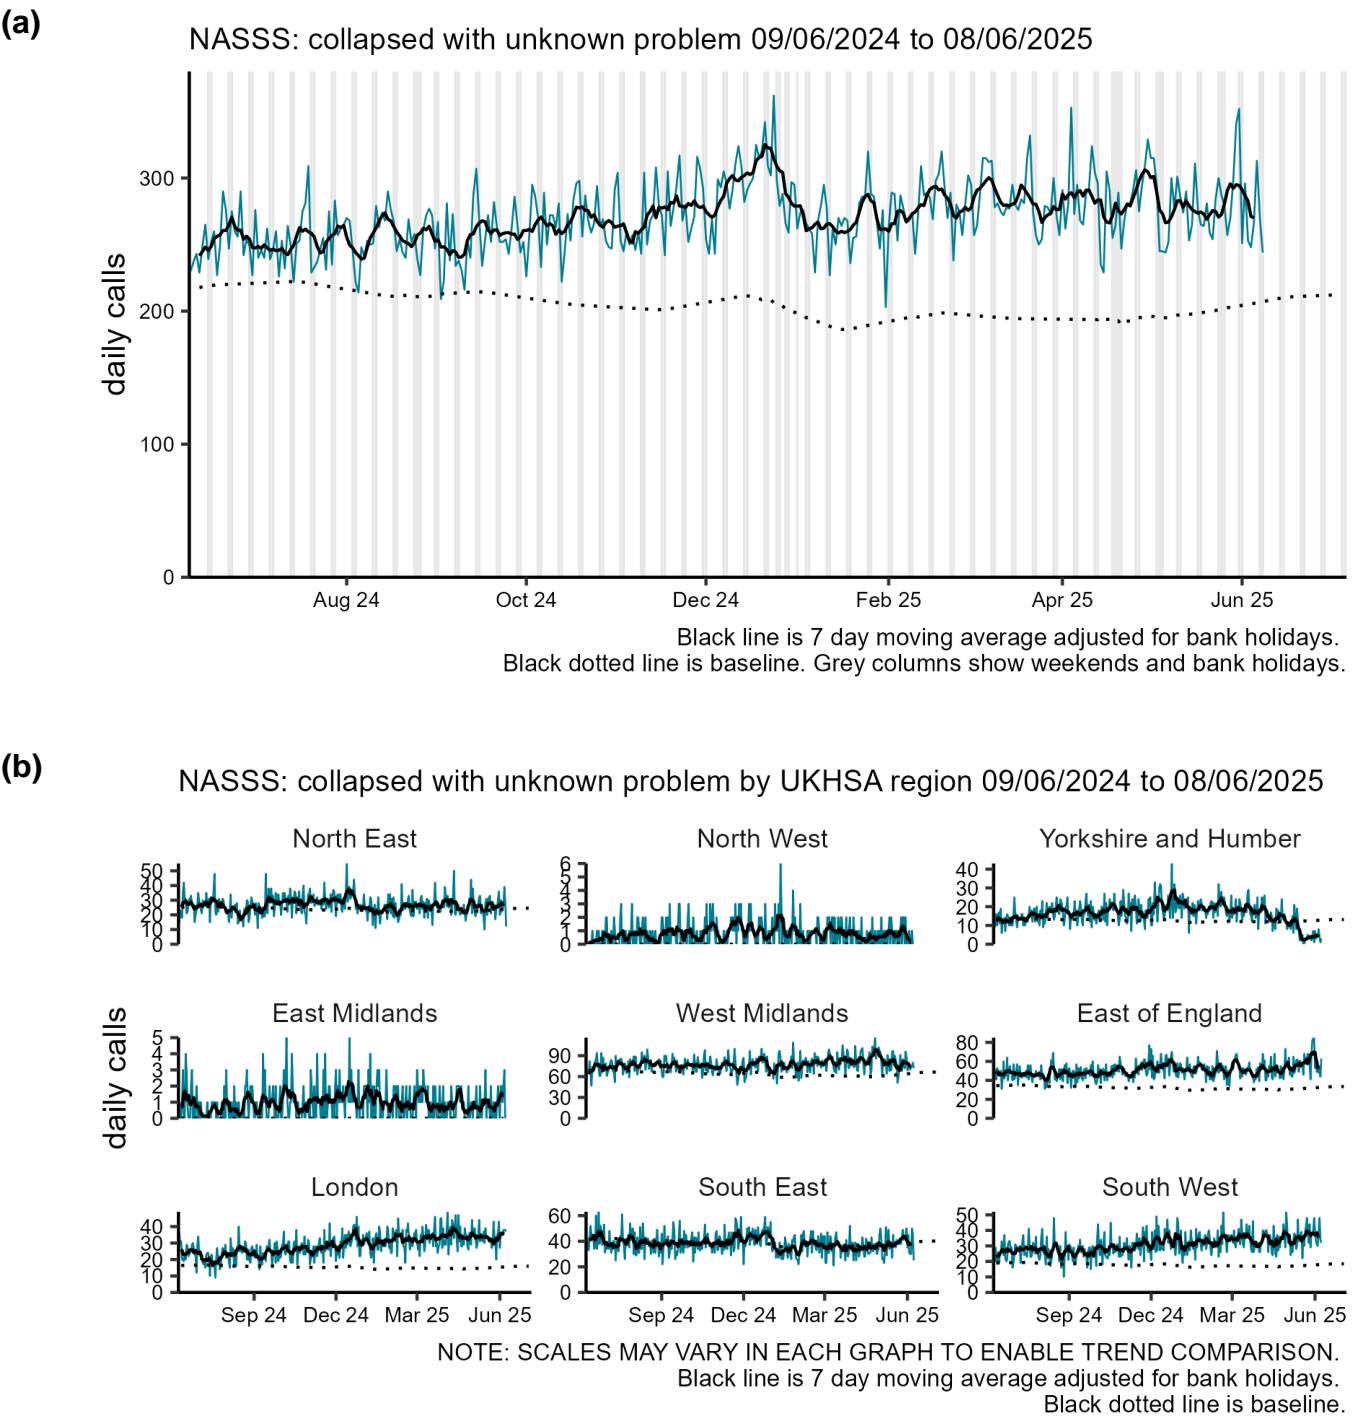 (a)
NASSS: collapsed with unknown problem 09/06/2024 to 08/06/2025
daily calls
300
200
100
0
Aug 24 Oct 24 Dec 24 Feb 25 Apr 25 Jun 25
Black line is 7 day moving average adjusted for bank holidays.
Black dotted line is baseline. Grey columns show weekends and bank holidays.
(b)
NASSS: collapsed with unknown problem by UKHSA region 09/06/2024 to 08/06/2025
daily calls
North East
50
40
30
20
10
0
North West
6
5
4
3
2
1
0
Yorkshire and Humber
40
30
20
10
0
East Midlands
5
4
3
2
1
0
West Midlands
90
60
30
0
East of England
80
60
40
20
0
London
40
30
20
10
0
Sep 24 Dec 24 Mar 25 Jun 25
South East
60
40
20
0
Sep 24 Dec 24 Mar 25 Jun 25
South West
50
40
30
20
10
0
Sep 24 Dec 24 Mar 25 Jun 25
NOTE: SCALES MAY VARY IN EACH GRAPH TO ENABLE TREND COMPARISON.
Black line is 7 day moving average adjusted for bank holidays.
Black dotted line is baseline.